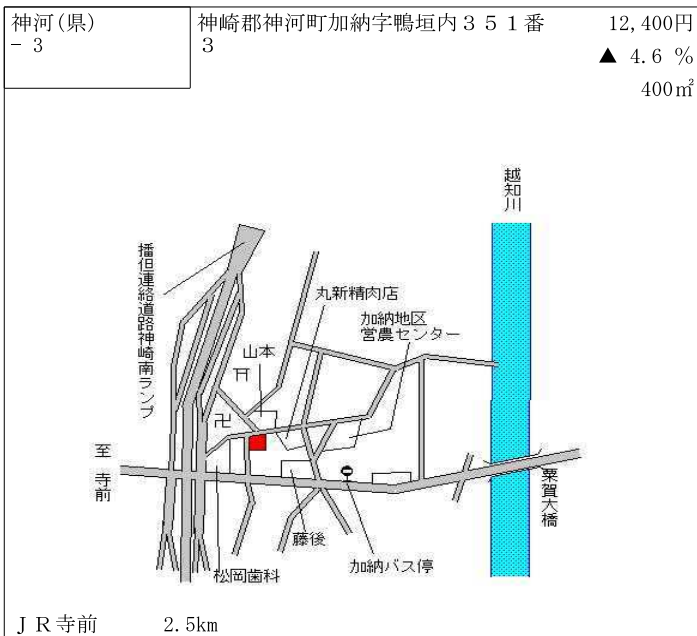 神河(県)
- 3
神崎郡神河町加納字鴨垣内３５１番
3
12,400円
▲ 4.6 %
400㎡
越知川
播但連絡道路神崎南ランプ
丸新精肉店
加納地区
営農センター
山本
至 寺前
粟賀大橋
藤後
加納バス停
松岡歯科
ＪＲ寺前 2.5km